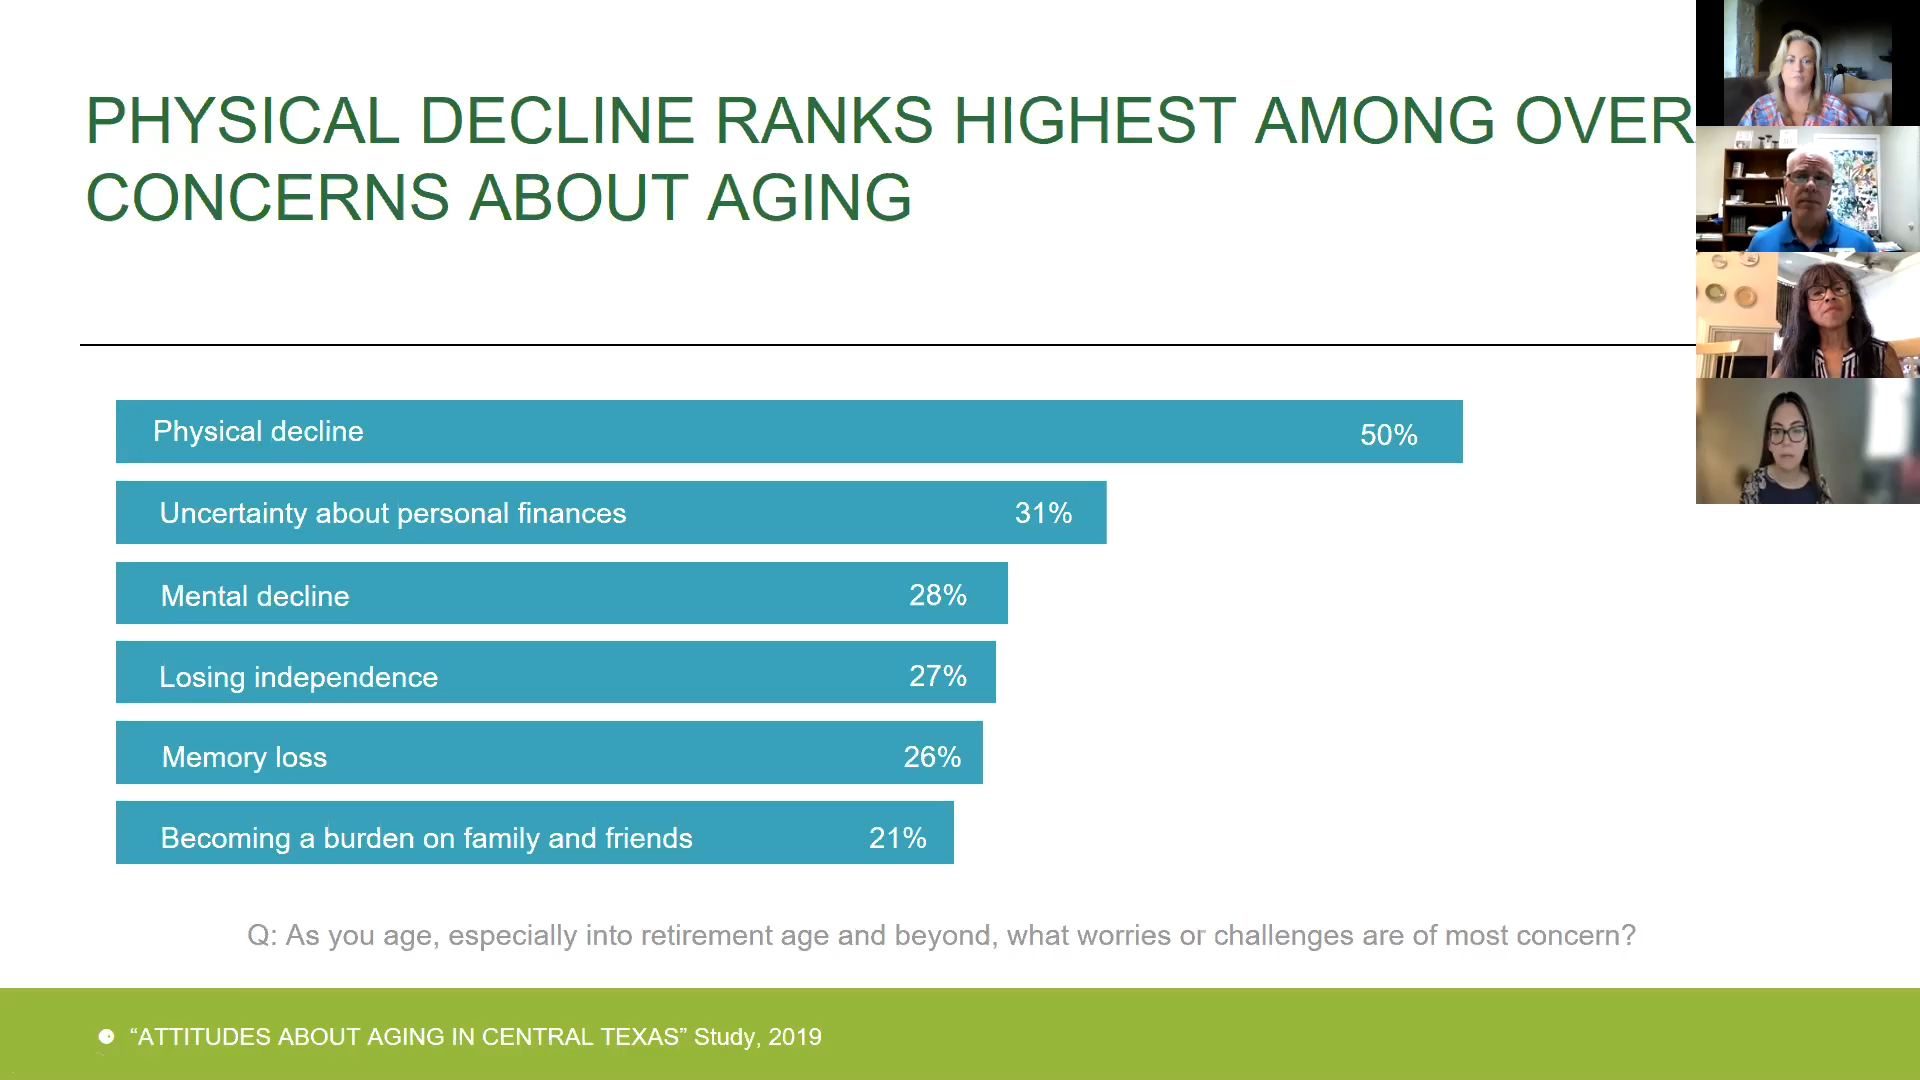 PHYSICAL DECLINE RANKS HIGHEST AMONG OVER
CONCERNS ABOUT AGING
Physical decline 50%
Uncertainty about personal finances 31%
Mental decline 28%
Losing independence 27%
Memory loss 26%
Becoming a burden on family and friends 21%
Q: As you age, especially into retirement age and beyond, what worries or challenges are of most concern?
“ATTITUDES ABOUT AGING IN CENTRAL TEXAS” Study, 2019